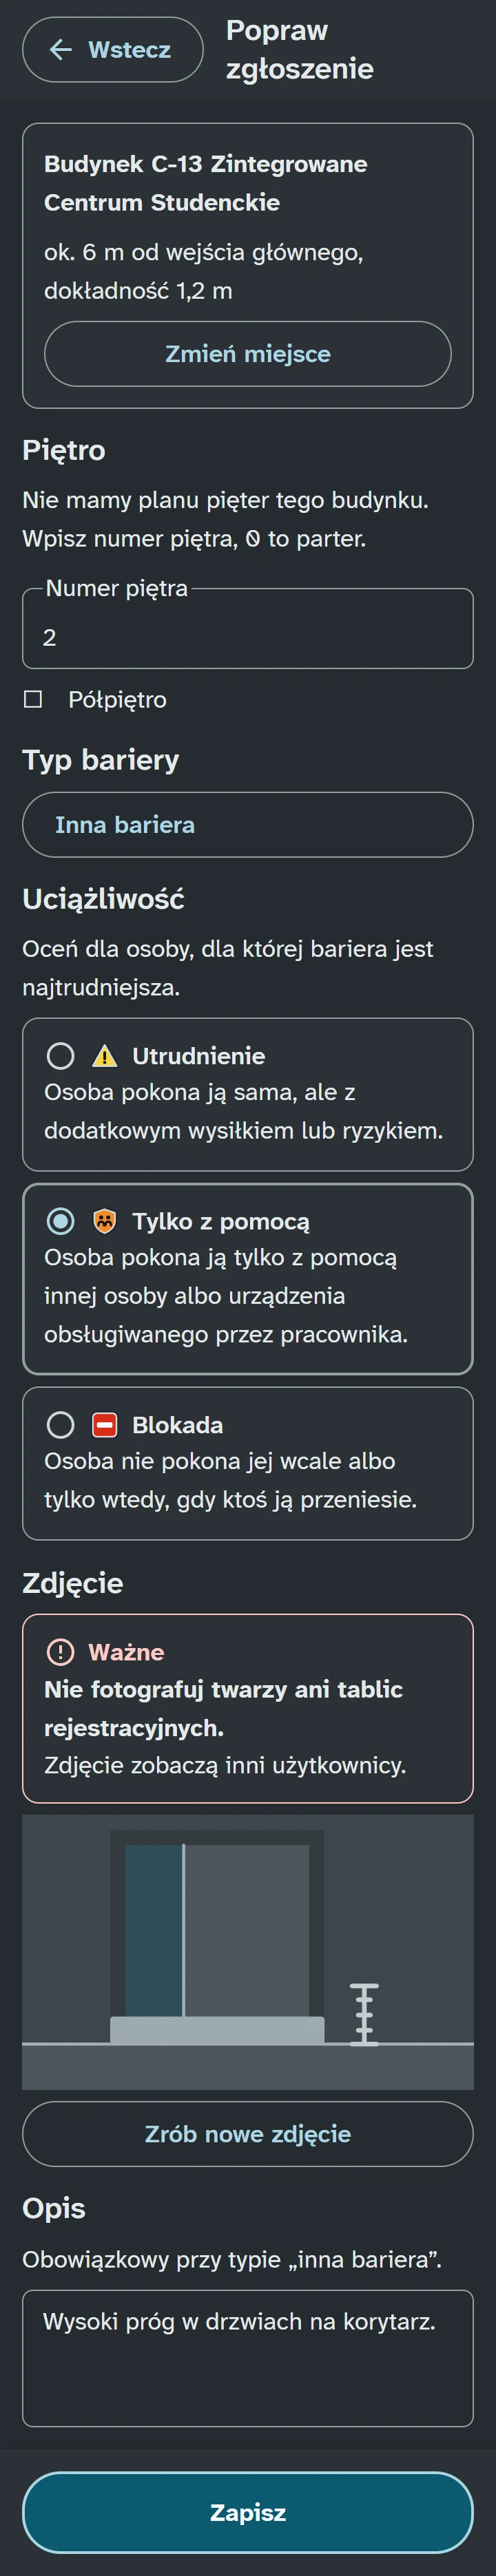 Wstecz
Popraw
zgłoszenie
Budynek C-13 Zintegrowane
Centrum Studenckie
ok. 6 m od wejścia głównego,
dokładność 1,2 m
Zmień miejsce
Piętro
Nie mamy planu pięter tego budynku.
Wpisz numer piętra, 0 to parter.
Numer piętra
2
Półpiętro
Typ bariery
Inna bariera
Uciążliwość
Oceń dla osoby, dla której bariera jest
najtrudniejsza.
Utrudnienie
Osoba pokona ją sama, ale z
dodatkowym wysiłkiem lub ryzykiem.
Tylko z pomocą
Osoba pokona ją tylko z pomocą
innej osoby albo urządzenia
obsługiwanego przez pracownika.
Blokada
Osoba nie pokona jej wcale albo
tylko wtedy, gdy ktoś ją przeniesie.
Zdjęcie
Ważne
Nie fotografuj twarzy ani tablic
rejestracyjnych.
Zdjęcie zobaczą inni użytkownicy.
Zrób nowe zdjęcie
Opis
Obowiązkowy przy typie „inna bariera”.
Wysoki próg w drzwiach na korytarz.
Zapisz